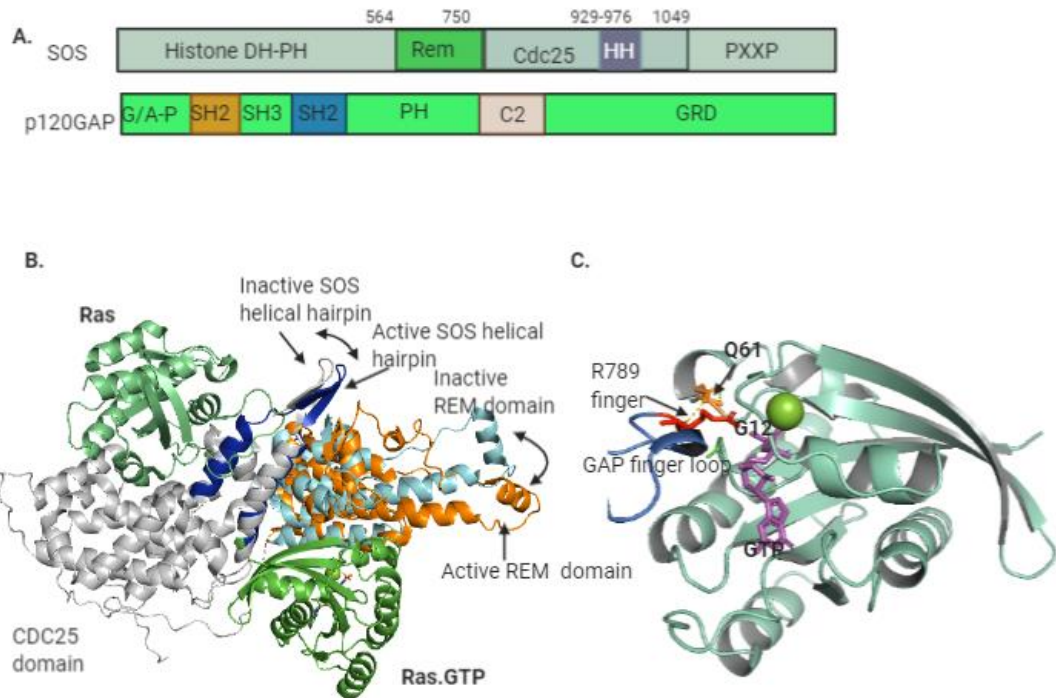 A.
564 750 929-976 1049
SOS Histone DH-PH Rem Cdc25 HH PXXP
p120GAP G/A-P SH2 SH3 SH2 PH C2 GRD
B.
Inactive SOS
helical hairpin
Ras
Active SOS helical
hairpin
Inactive
REM domain
Active REM domain
CDC25
domain
Ras.GTP
C.
Q61
R789
finger
G12
GAP finger loop
GTP